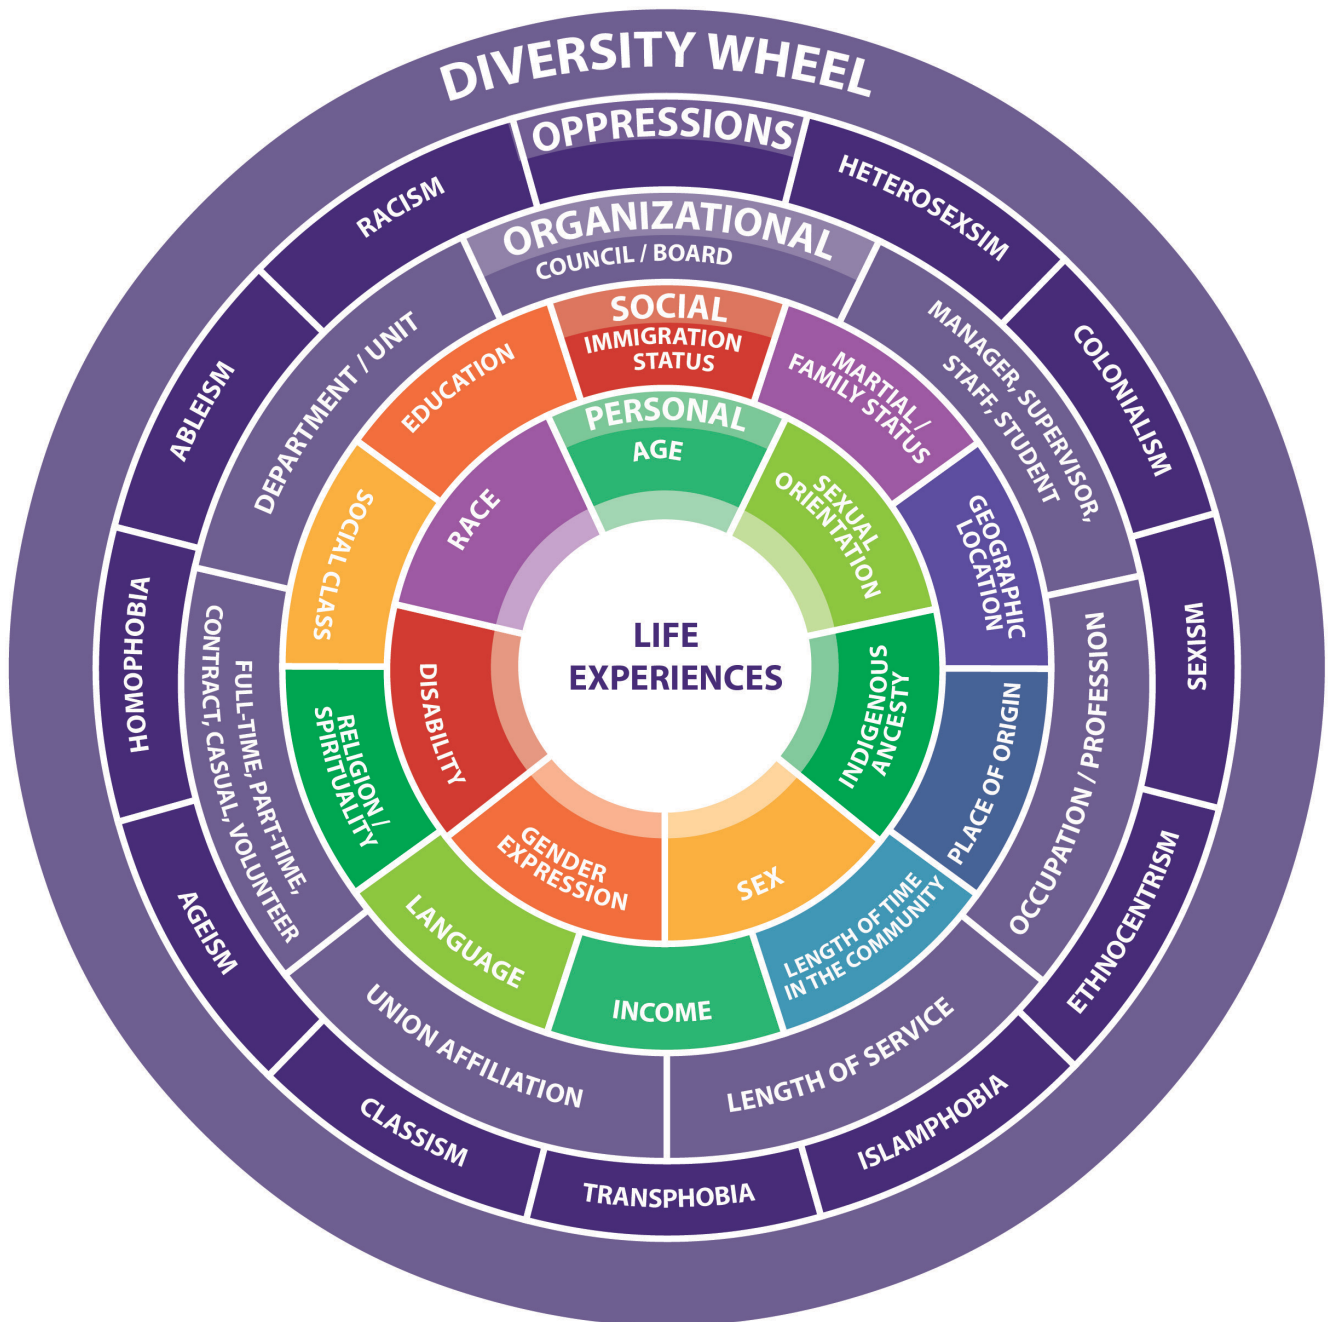 DIVERSITY WHEEL
OPPRESSIONS
HETEROSEXSIM
COLONIALISM
SEXISM
ETHNOCENTRISM
ISLAMPHOBIA
TRANSPHOBIA
CLASSISM
AGEISM
HOMOPHOBIA
ABLEISM
RACISM
ORGANIZATIONAL
COUNCIL / BOARD
MANAGER, SUPERVISOR,
STAFF, STUDENT
OCCUPATION / PROFESSION
LENGTH OF SERVICE
UNION AFFILIATION
FULL-TIME, PART-TIME,
CONTRACT, CASUAL, VOLUNTEER
DEPARTMENT / UNIT
SOCIAL
IMMIGRATION
STATUS
MARTIAL /
FAMILY STATUS
GEOGRAPHIC
LOCATION
PLACE OF ORIGIN
LENGTH OF TIME
IN THE COMMUNITY
INCOME
LANGUAGE
RELIGION /
SPIRITUALITY
SOCIAL CLASS
EDUCATION
PERSONAL
AGE
SEXUAL
ORIENTATION
INDIGENOUS
ANCESTY
SEX
GENDER
EXPRESSION
DISABILITY
RACE
LIFE
EXPERIENCES